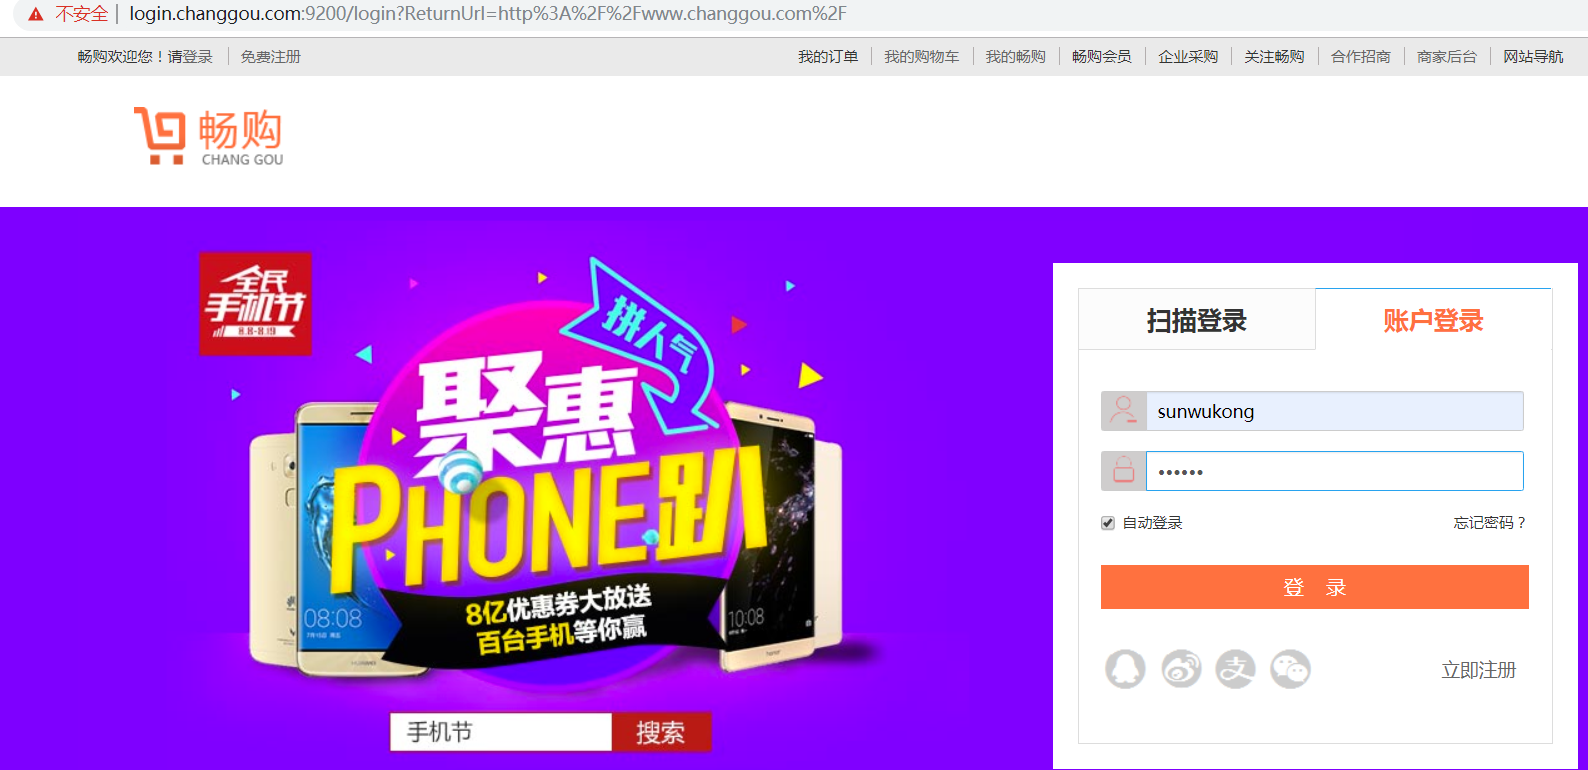 不安全 | login.changgou.com:9200/login?ReturnUrl=http%3A%2F%2Fwww.changgou.com%2F
畅购欢迎您！请登录 免费注册 我的订单 我的购物车 我的畅购 畅购会员 企业采购 关注畅购 合作招商 商家后台 网站导航
畅购
CHANG GOU
全民
手机节
8.8-8.19
拼人气
聚惠
PHONE趴
8亿优惠券大放送
百台手机等你赢
08:08
10:08
手机节 搜索
扫描登录 账户登录
sunwukong
••••••
自动登录 忘记密码？
登 录
支
立即注册